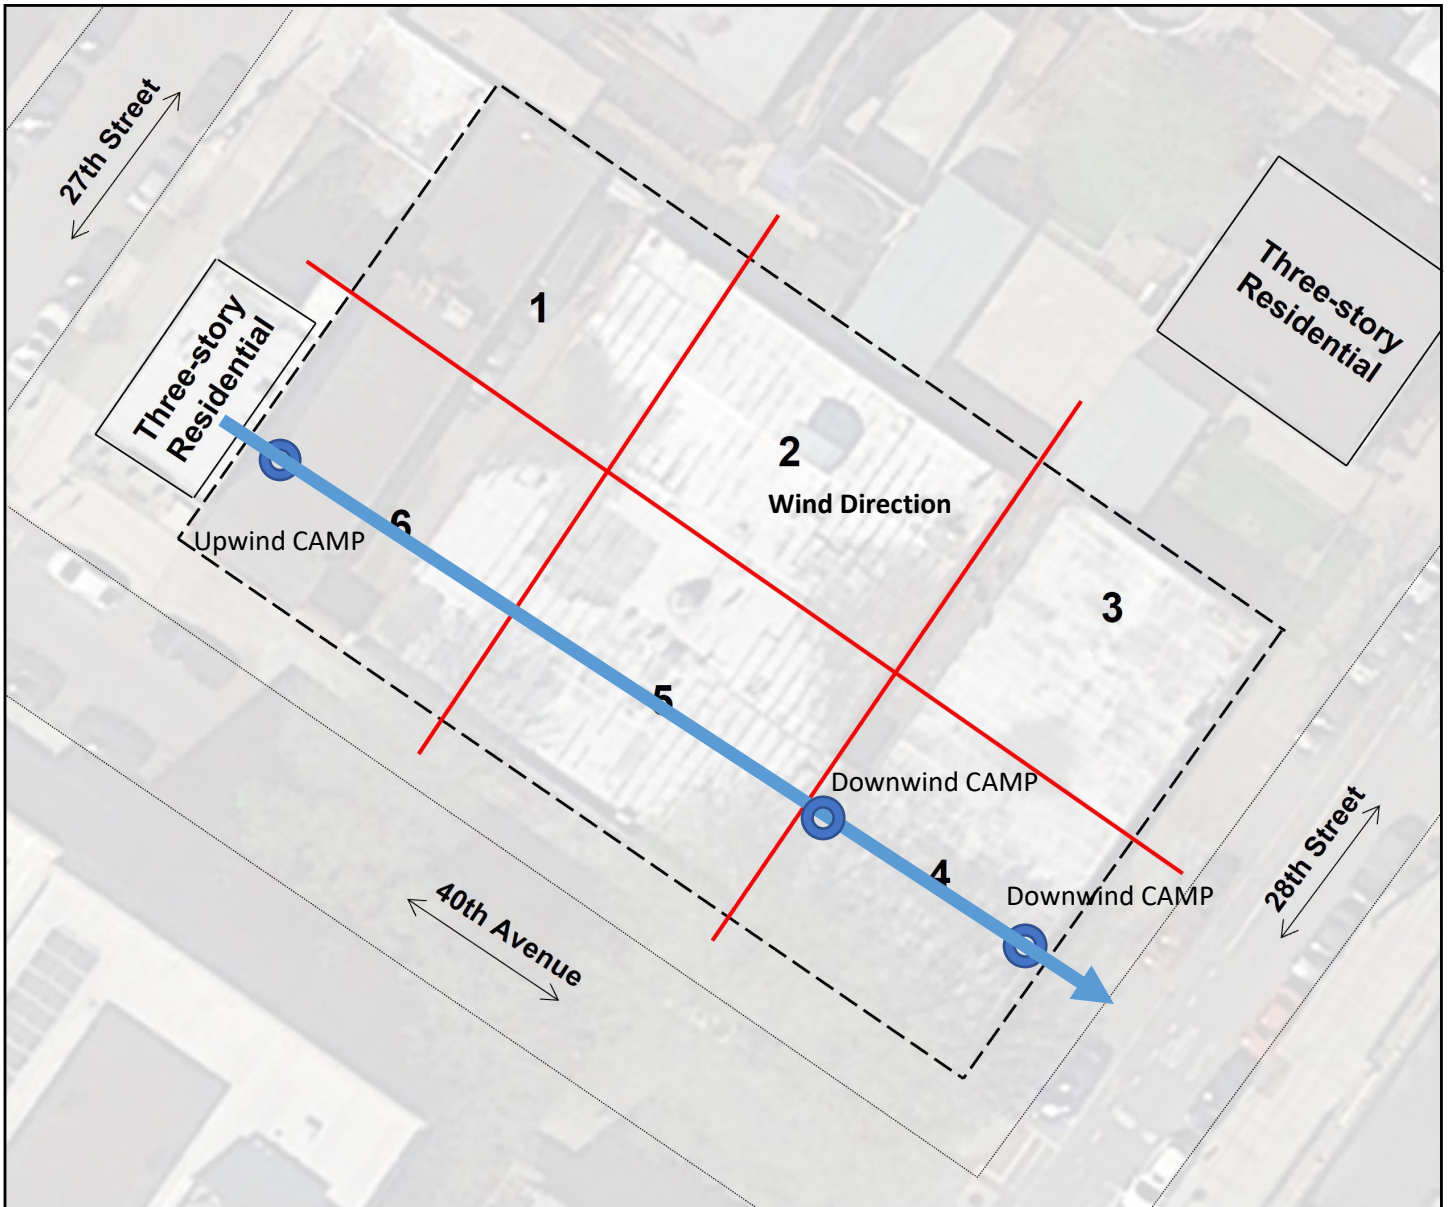 27th Street
Three-story
Residential
1
2
Wind Direction
3
Three-story
Residential
6
Upwind CAMP
5
Downwind CAMP
4
Downwind CAMP
40th Avenue
28th Street